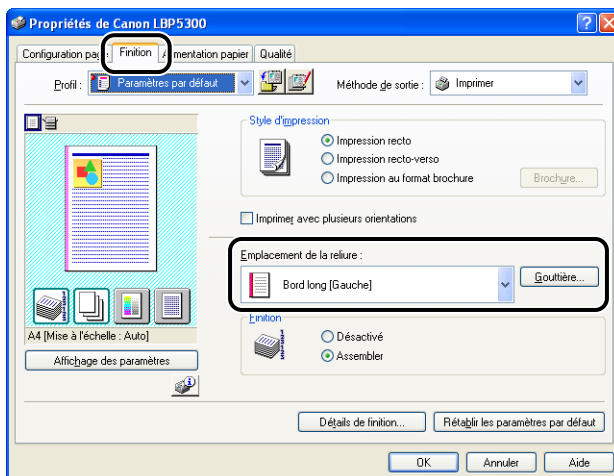 Propriétés de Canon LBP5300
Configuration page Finition Alimentation papier Qualité
Profil : Paramètres par défaut Méthode de sortie : Imprimer
Style d'impression
Impression recto
Impression recto-verso
Impression au format brochure Brochure...
Imprimer avec plusieurs orientations
Emplacement de la reliure :
Bord long [Gauche] Gouttière...
Finition
Désactivé
Assembler
A4 [Mise à l'échelle : Auto]
Affichage des paramètres
Détails de finition... Rétablir les paramètres par défaut
OK Annuler Aide